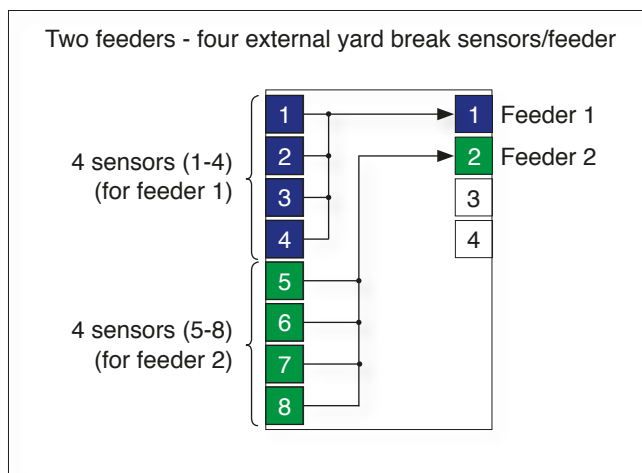 Two feeders - four external yard break sensors/feeder
4 sensors (1-4)
(for feeder 1)
1
2
3
4
4 sensors (5-8)
(for feeder 2)
5
6
7
8
1 Feeder 1
2 Feeder 2
3
4